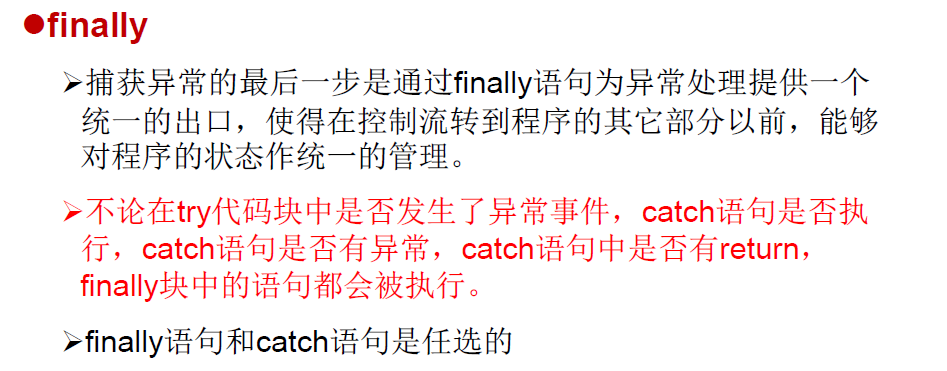 ●finally
➢捕获异常的最后一步是通过finally语句为异常处理提供一个
统一的出口，使得在控制流转到程序的其它部分以前，能够
对程序的状态作统一的管理。
➢不论在try代码块中是否发生了异常事件，catch语句是否执
行，catch语句是否有异常，catch语句中是否有return，
finally块中的语句都会被执行。
➢finally语句和catch语句是任选的